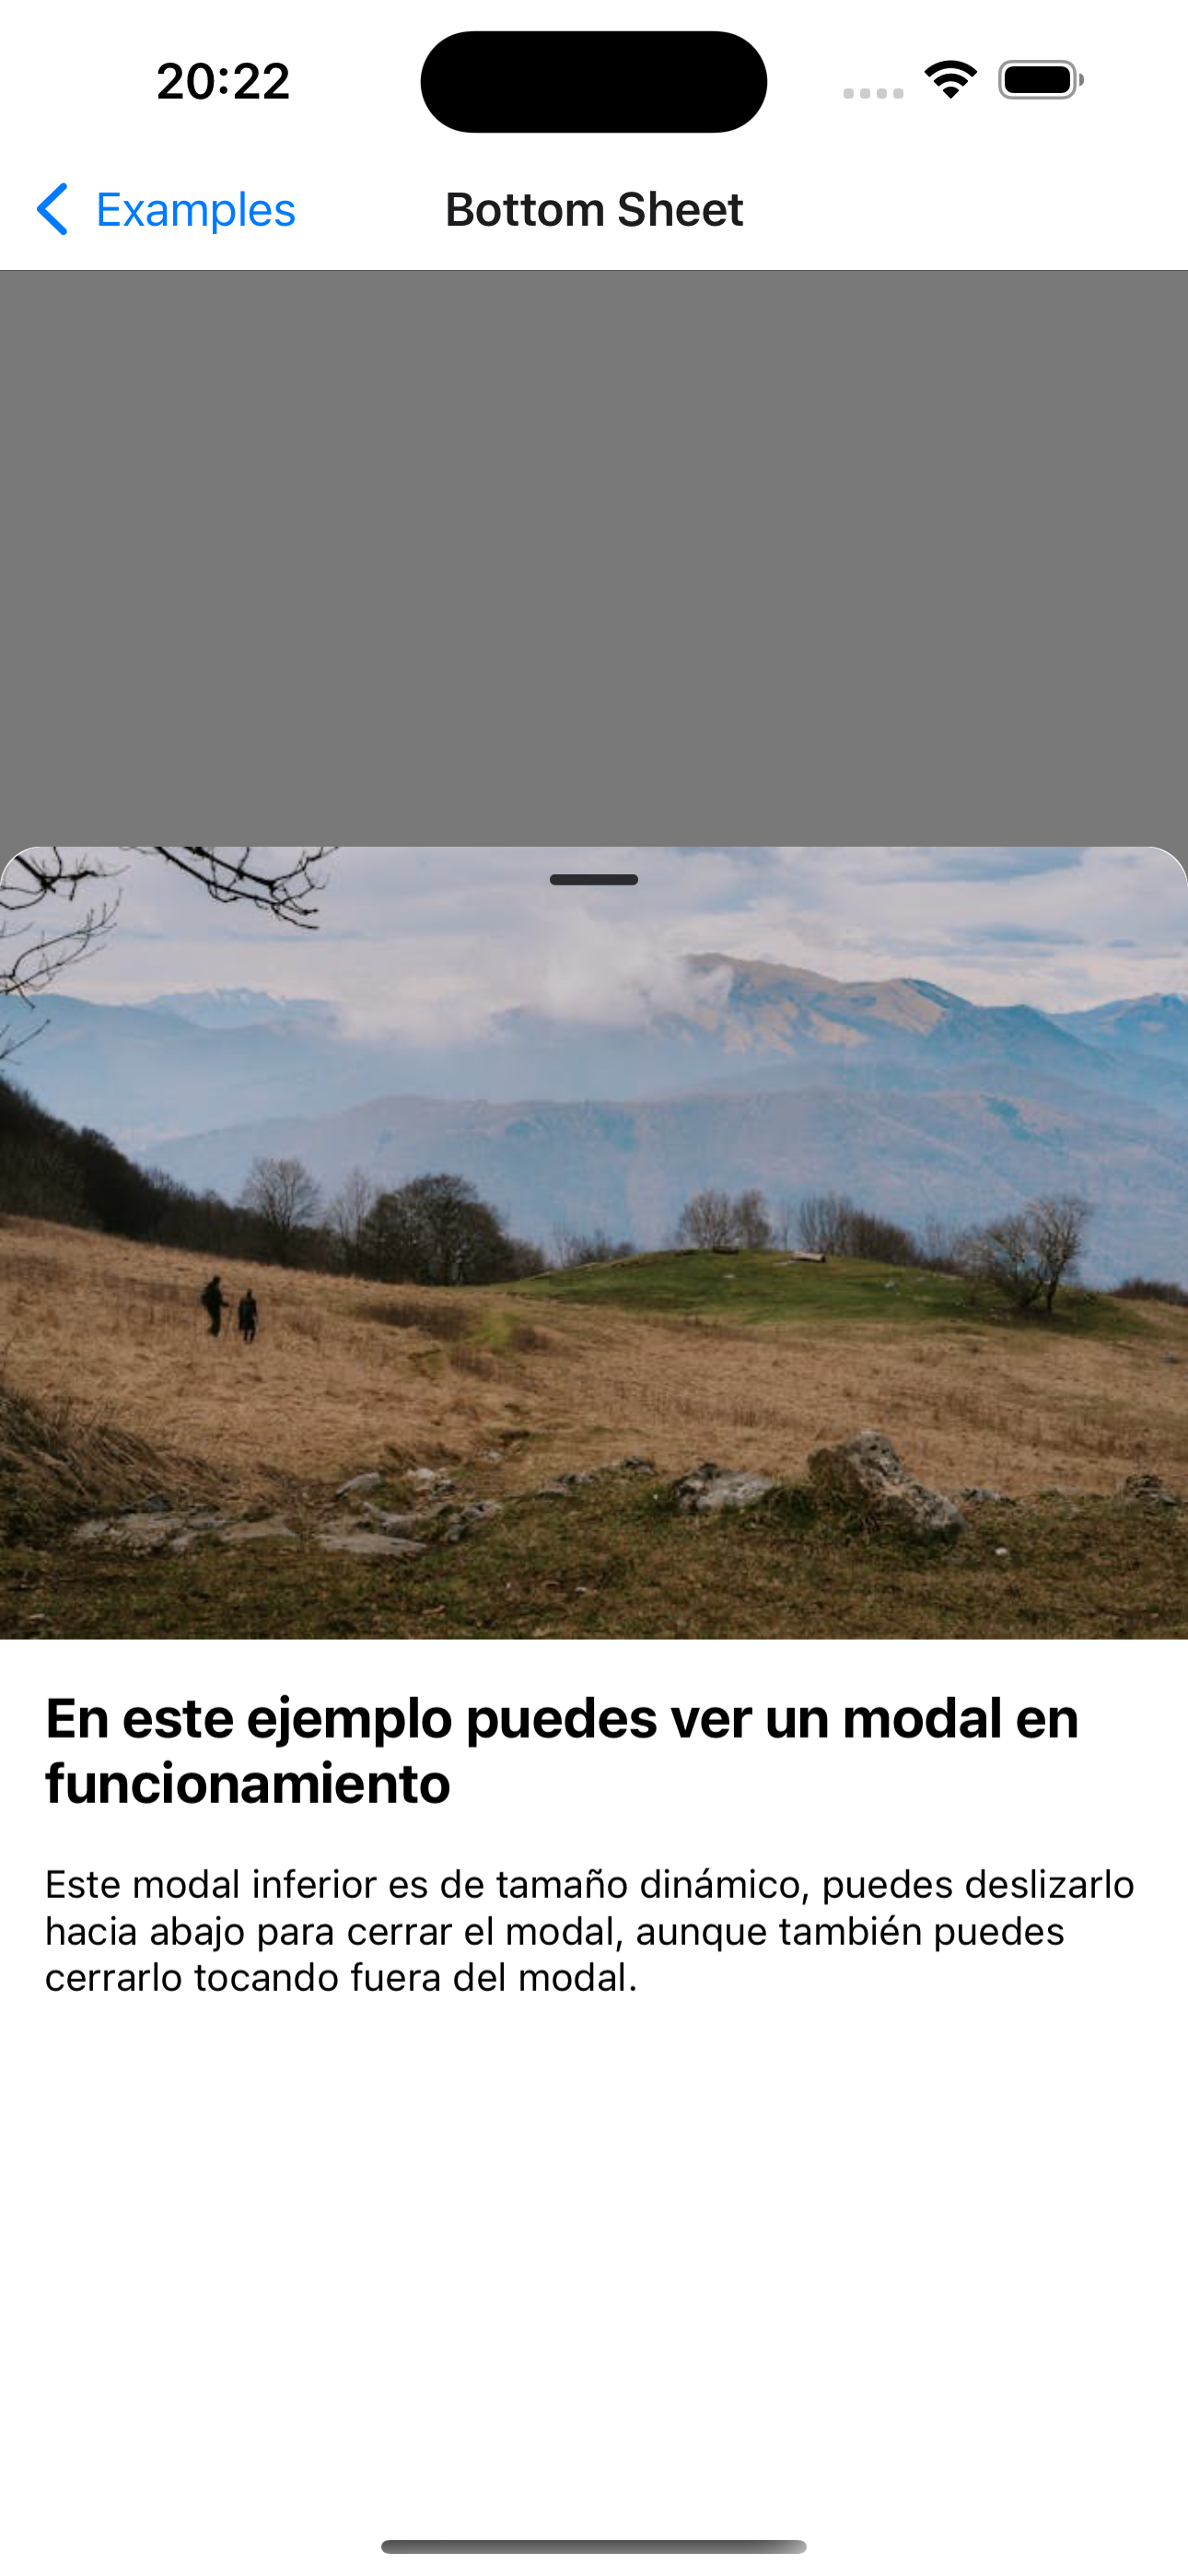 20:22
Examples
Bottom Sheet
En este ejemplo puedes ver un modal en
funcionamiento
Este modal inferior es de tamaño dinámico, puedes deslizarlo
hacia abajo para cerrar el modal, aunque también puedes
cerrarlo tocando fuera del modal.